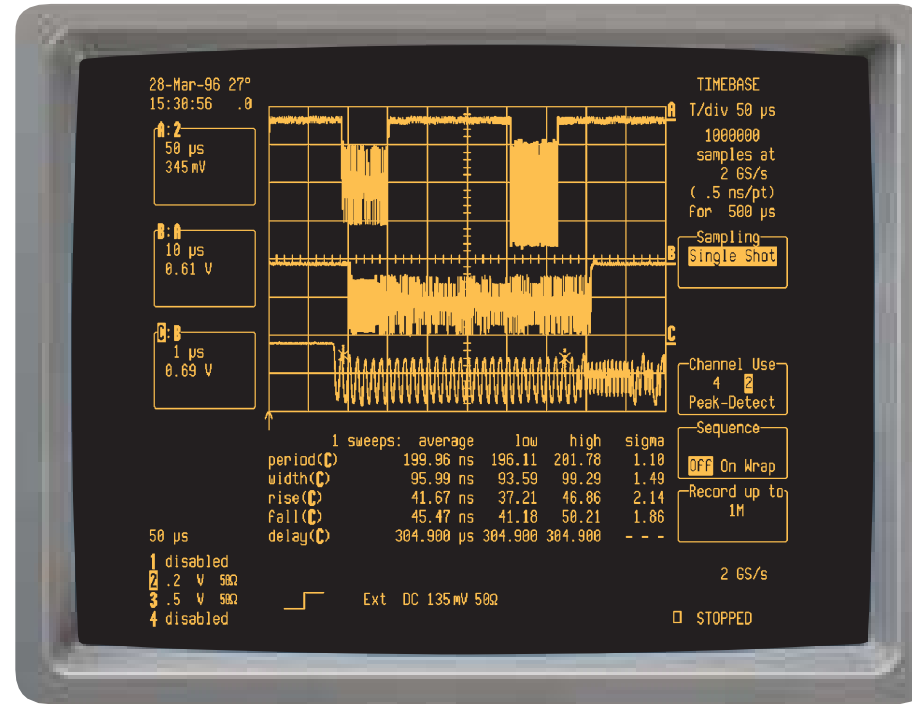 28-Mar-96 27°
15:30:56 .0
A:2
50 µs
345 mV
B:A
10 µs
0.61 V
C:B
1 µs
0.69 V
A
B
C
TIMEBASE
T/div 50 µs
1000000
samples at
2 GS/s
( .5 ns/pt)
for 500 µs
Sampling
Single Shot
Channel Use
4 2
Peak-Detect
Sequence
Off On Wrap
Record up to
1M
1 sweeps: average low high sigma
period(C) 199.96 ns 196.11 201.78 1.10
width(C) 95.99 ns 93.59 99.29 1.49
rise(C) 41.67 ns 37.21 46.86 2.14
fall(C) 45.47 ns 41.18 50.21 1.86
delay(C) 304.900 µs 304.900 304.900 - - -
50 µs
1 disabled
2 .2 V 50Ω
3 .5 V 50Ω
4 disabled
Ext DC 135 mV 50Ω
2 GS/s
STOPPED